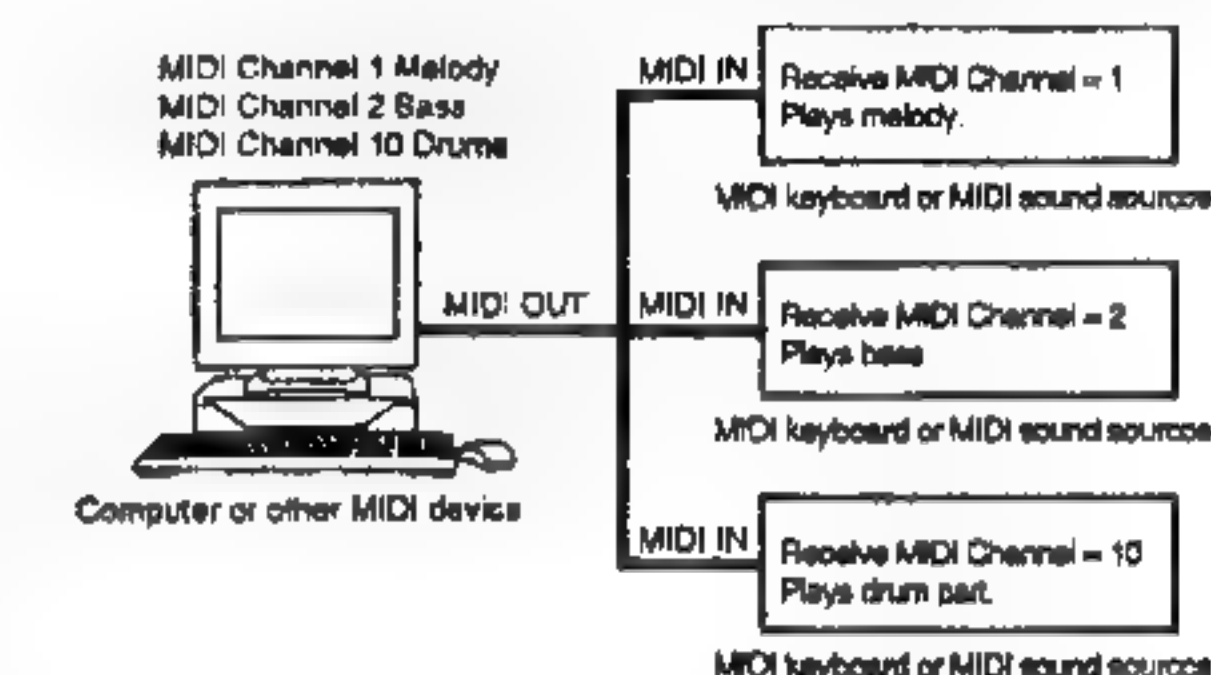 MIDI Channel 1 Melody
MIDI Channel 2 Bass
MIDI Channel 10 Drums
Computer or other MIDI device
MIDI OUT
MIDI IN
Receive MIDI Channel = 1
Plays melody.
MIDI keyboard or MIDI sound sources
MIDI IN
Receive MIDI Channel = 2
Plays bass
MIDI keyboard or MIDI sound sources
MIDI IN
Receive MIDI Channel = 10
Plays drum part.
MIDI keyboard or MIDI sound sources